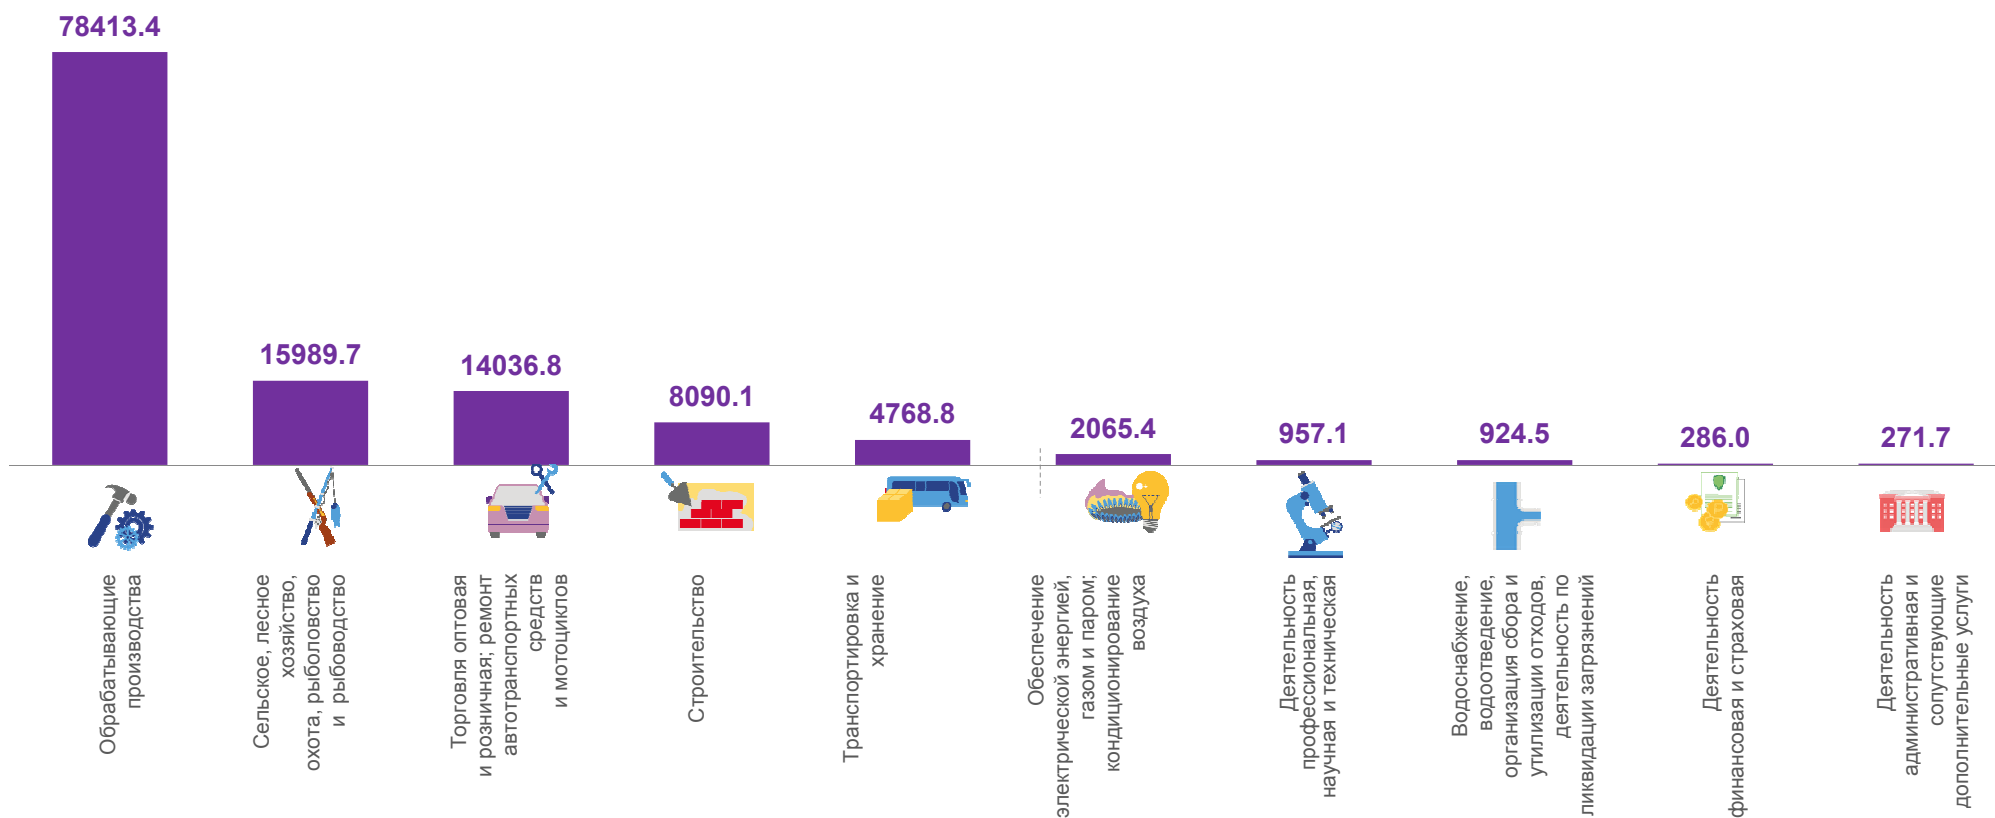 78413.4
15989.7
14036.8
8090.1
4768.8
2065.4
957.1
924.5
286.0
271.7
Обрабатывающие
производства
Сельское, лесное
хозяйство,
охота, рыболовство
и рыбоводство
Торговля оптовая
и розничная; ремонт
автотранспортных
средств
и мотоциклов
Строительство
Транспортировка и
хранение
Обеспечение
электрической энергией,
газом и паром;
кондиционирование
воздуха
Деятельность
профессиональная,
научная и техническая
Водоснабжение,
водоотведение,
организация сбора и
утилизации отходов,
деятельность по
ликвидации загрязнений
Деятельность
финансовая и страховая
Деятельность
административная и
сопутствующие
дополнительные услуги